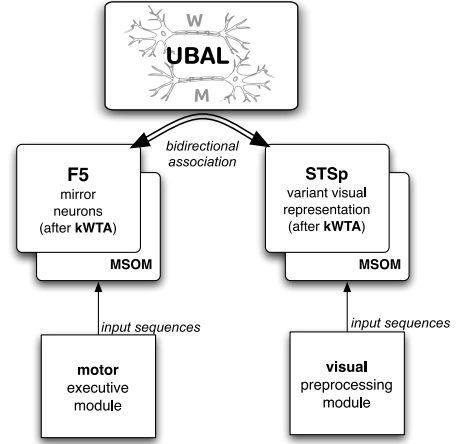 W
UBAL
M
bidirectional
association
F5
mirror
neurons
(after kWTA)
MSOM
STSp
variant visual
representation
(after kWTA)
MSOM
input sequences
input sequences
motor
executive
module
visual
preprocessing
module